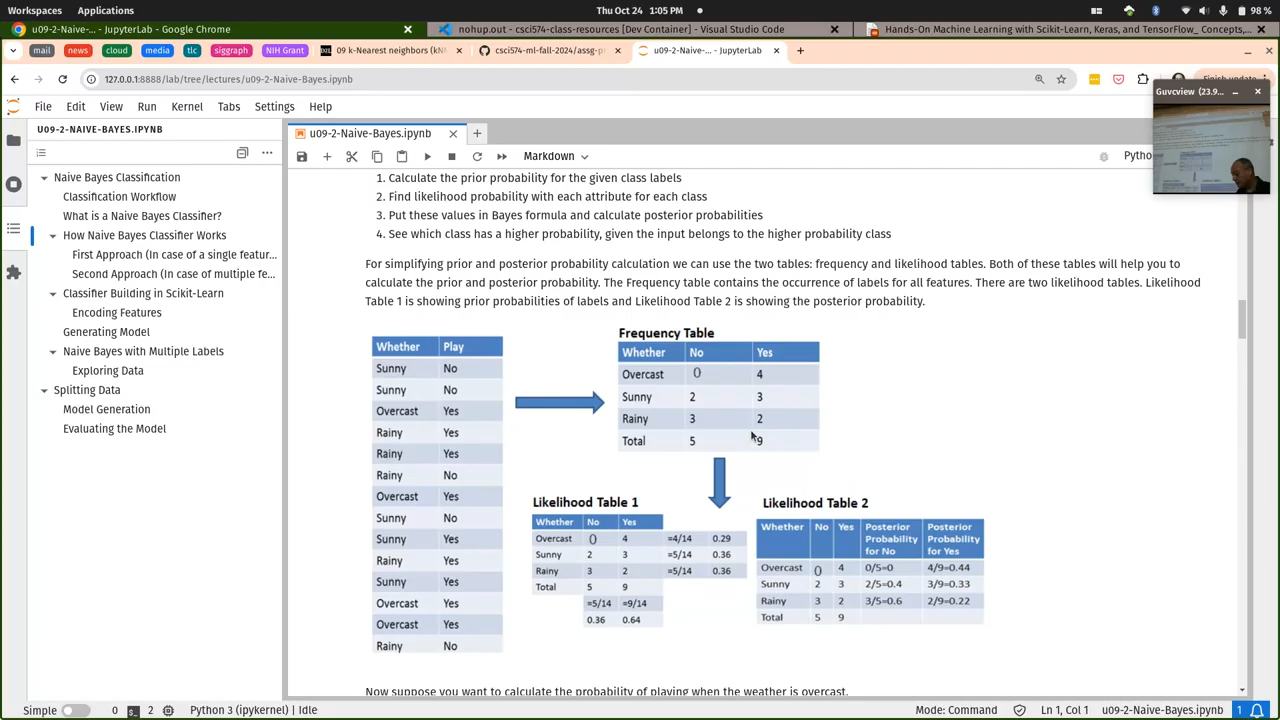 Workspaces Applications Thu Oct 24 1:05 PM 98 %
u09-2-Naive-... - JupyterLab - Google Chrome
nohup.out - csci574-class-resources [Dev Container] - Visual Studio Code
Hands-On Machine Learning with Scikit-Learn, Keras, and TensorFlow_ Concepts,...
mail news cloud media tlc siggraph NIH Grant 09 k-Nearest neighbors (kNN csci574-ml-fall-2024/assg-p u09-2-Naive-... - JupyterLab
127.0.0.1:8888/lab/tree/lectures/u09-2-Naive-Bayes.ipynb
Finish update
Guvcview (23.9...
File Edit View Run Kernel Tabs Settings Help
U09-2-NAIVE-BAYES.IPYNB
Naive Bayes Classification
Classification Workflow
What is a Naive Bayes Classifier?
How Naive Bayes Classifier Works
First Approach (In case of a single featur...
Second Approach (In case of multiple fe...
Classifier Building in Scikit-Learn
Encoding Features
Generating Model
Naive Bayes with Multiple Labels
Exploring Data
Splitting Data
Model Generation
Evaluating the Model
u09-2-Naive-Bayes.ipynb
Markdown
Pytho
1. Calculate the prior probability for the given class labels
2. Find likelihood probability with each attribute for each class
3. Put these values in Bayes formula and calculate posterior probabilities
4. See which class has a higher probability, given the input belongs to the higher probability class
For simplifying prior and posterior probability calculation we can use the two tables: frequency and likelihood tables. Both of these tables will help you to
calculate the prior and posterior probability. The Frequency table contains the occurrence of labels for all features. There are two likelihood tables. Likelihood
Table 1 is showing prior probabilities of labels and Likelihood Table 2 is showing the posterior probability.
Whether Play
Sunny No
Sunny No
Overcast Yes
Rainy Yes
Rainy Yes
Rainy No
Overcast Yes
Sunny No
Sunny Yes
Rainy Yes
Sunny Yes
Overcast Yes
Overcast Yes
Rainy No
Frequency Table
Whether No Yes
Overcast 0 4
Sunny 2 3
Rainy 3 2
Total 5 9
Likelihood Table 1
Whether No Yes
Overcast 0 4 =4/14 0.29
Sunny 2 3 =5/14 0.36
Rainy 3 2 =5/14 0.36
Total 5 9
=5/14 =9/14
0.36 0.64
Likelihood Table 2
Whether No Yes Posterior Probability for No Posterior Probability for Yes
Overcast 0 4 0/5=0 4/9=0.44
Sunny 2 3 2/5=0.4 3/9=0.33
Rainy 3 2 3/5=0.6 2/9=0.22
Total 5 9
Now suppose you want to calculate the probability of playing when the weather is overcast.
Simple 0 2 Python 3 (ipykernel) | Idle Mode: Command Ln 1, Col 1 u09-2-Naive-Bayes.ipynb 1